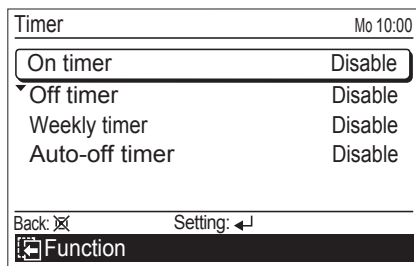 Timer Mo 10:00
On timer Disable
Off timer Disable
Weekly timer Disable
Auto-off timer Disable
Back: Setting:
Function